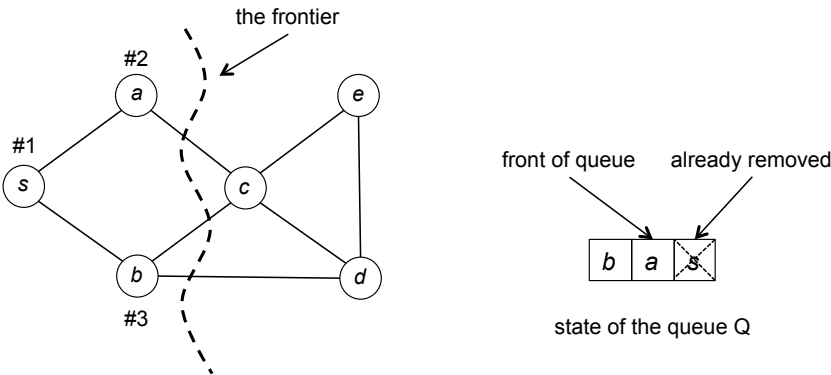 the frontier
#2
a
e
#1
s
c
b
d
#3
front of queue
already removed
b a s
state of the queue Q